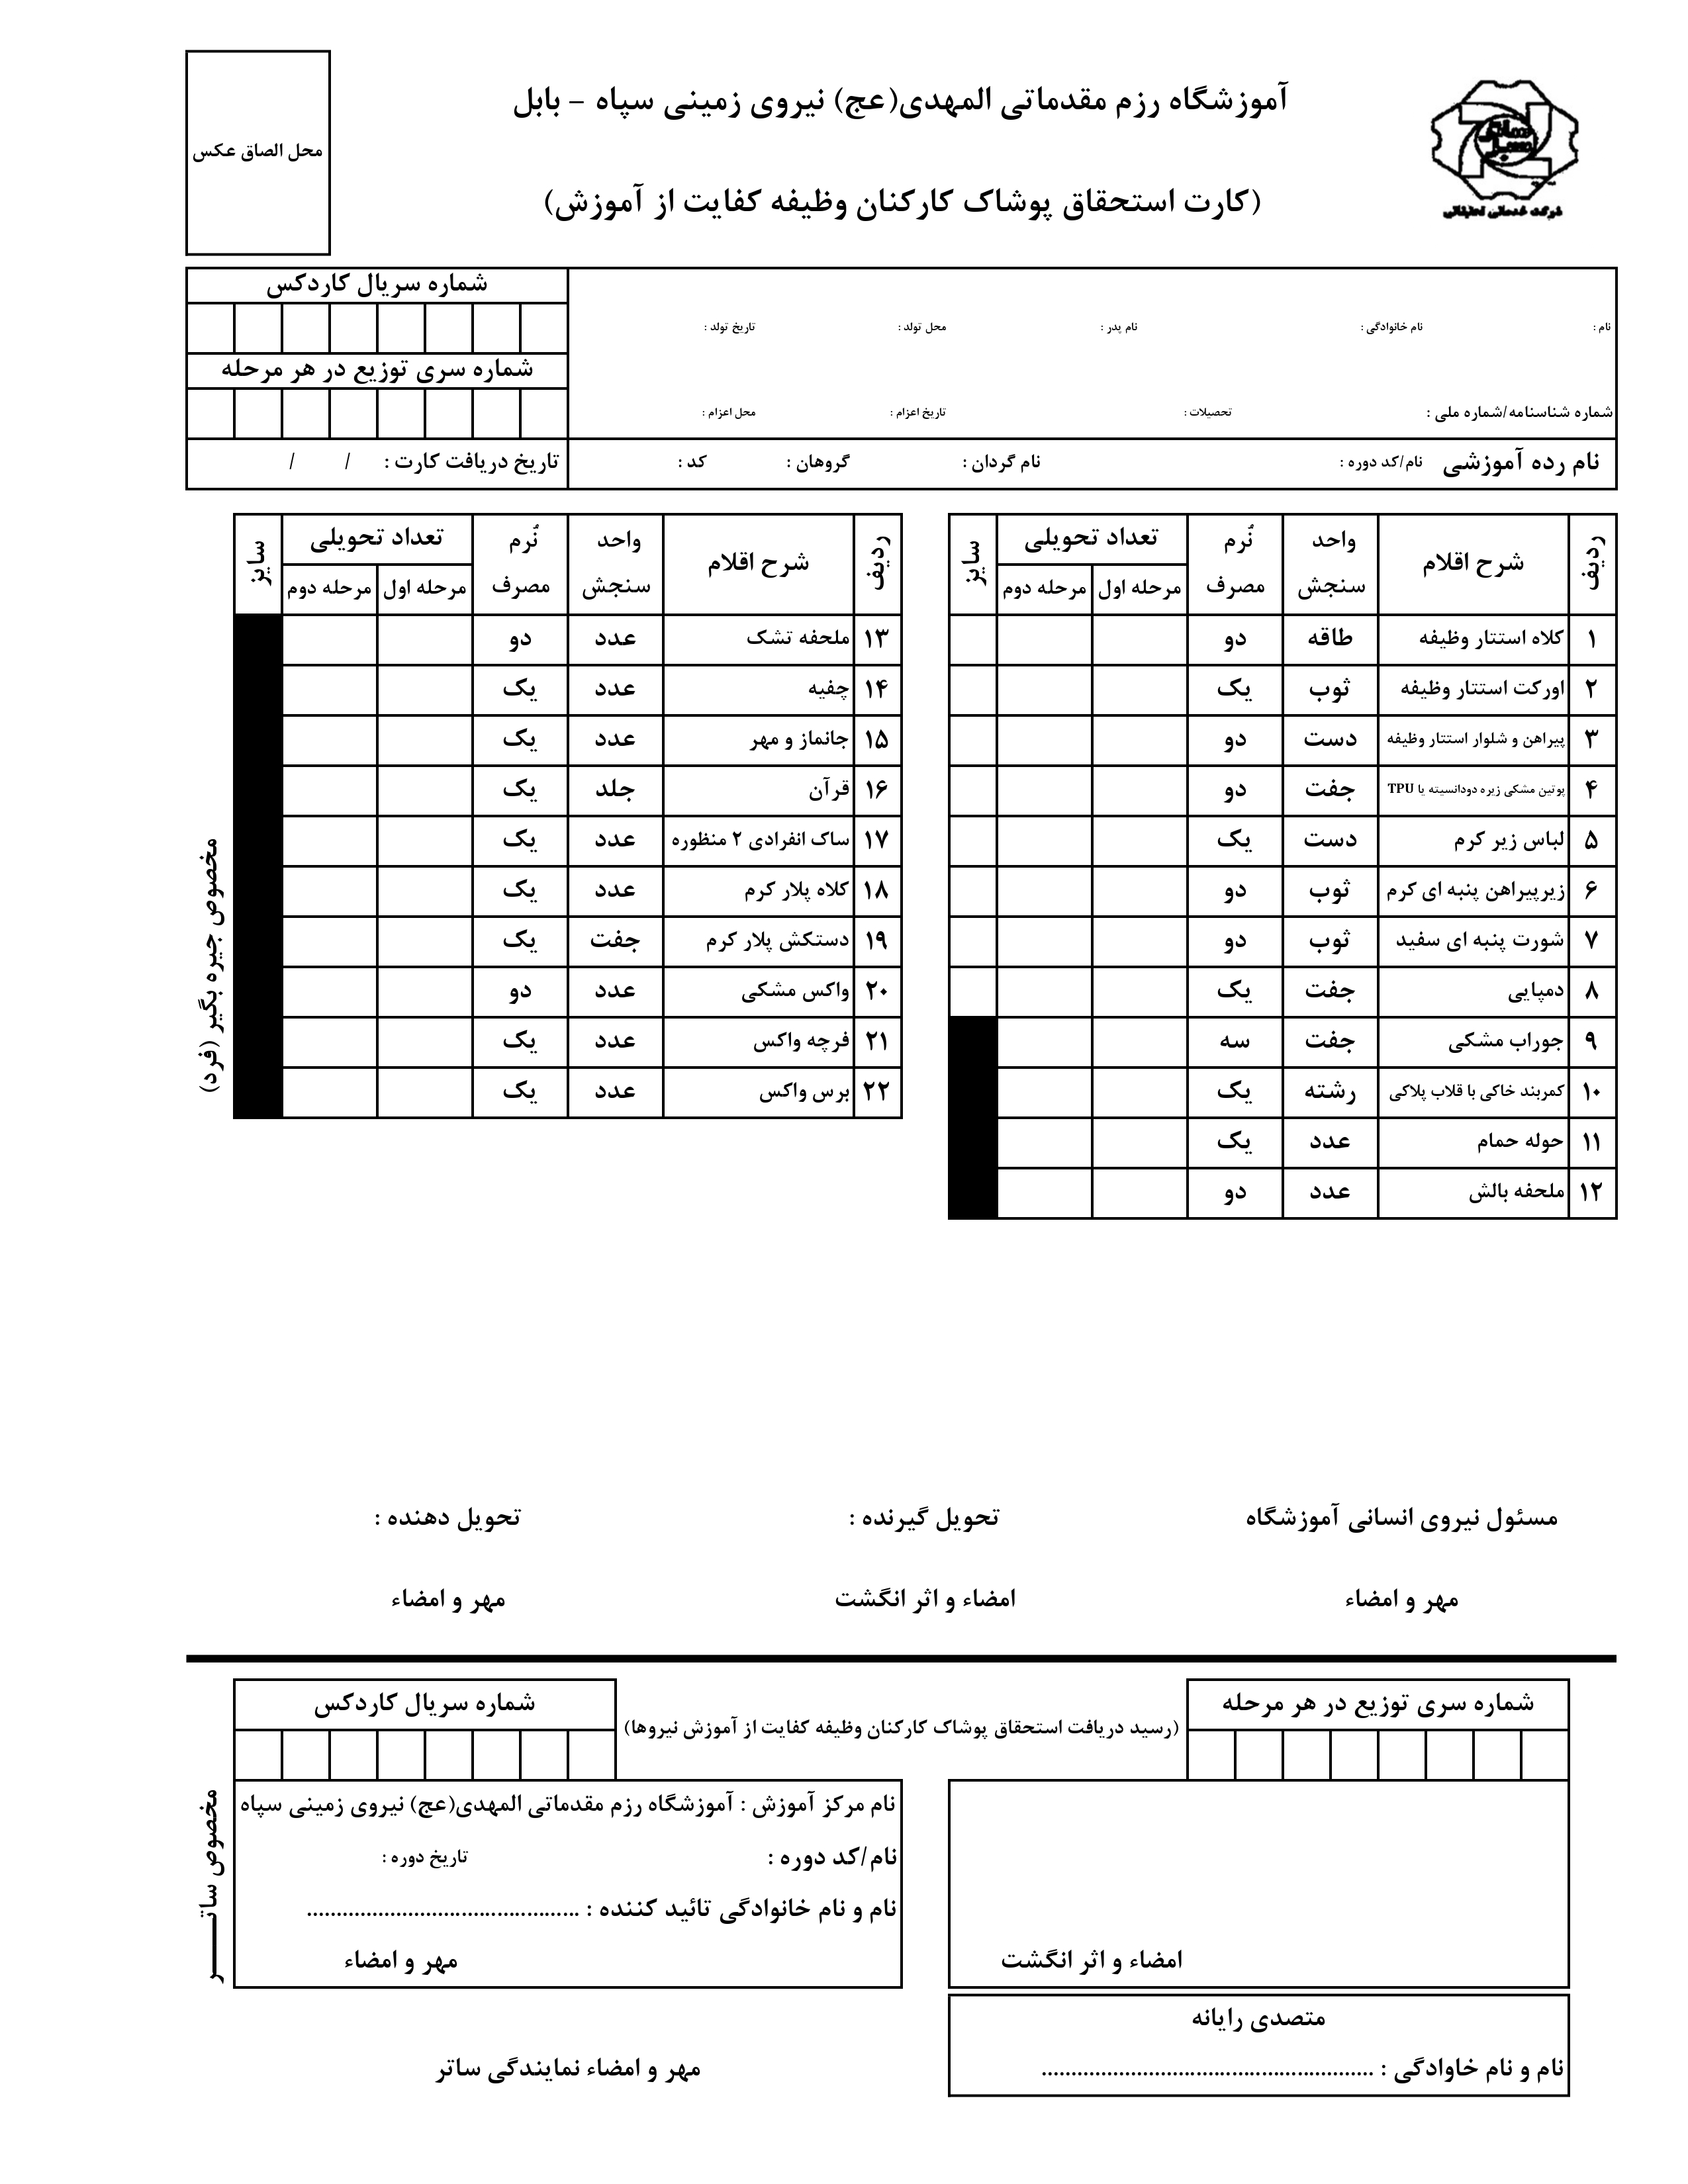 آموزشگاه رزم مقدماتی المهدی(عج) نیروی زمینی سپاه – بابل
محل الصاق عکس
(کارت استحقاق پوشاک کارکنان وظیفه کفایت از آموزش)
شرکت خدماتی تحقیقاتی
شماره سریال کاردکس
نام : نام خانوادگی : نام پدر : محل تولد : تاریخ تولد :
شماره سری توزیع در هر مرحله
شماره شناسنامه/شماره ملی : تحصیلات : تاریخ اعزام : محل اعزام :
نام رده آموزشی نام/کد دوره : نام گردان : گروهان : کد : تاریخ دریافت کارت : / /
ردیف شرح اقلام واحد سنجش نُرم مصرف تعداد تحویلی سایز
مرحله اول مرحله دوم
۱ کلاه استتار وظیفه طاقه دو
۲ اورکت استتار وظیفه ثوب یک
۳ پیراهن و شلوار استتار وظیفه دست دو
۴ پوتین مشکی زیره دودانسیته یا TPU جفت دو
۵ لباس زیر کرم دست یک
۶ زیرپیراهن پنبه ای کرم ثوب دو
۷ شورت پنبه ای سفید ثوب دو
۸ دمپایی جفت یک
۹ جوراب مشکی جفت سه
۱۰ کمربند خاکی با قلاب پلاکی رشته یک
۱۱ حوله حمام عدد یک
۱۲ ملحفه بالش عدد دو
ردیف شرح اقلام واحد سنجش نُرم مصرف تعداد تحویلی سایز
مرحله اول مرحله دوم
۱۳ ملحفه تشک عدد دو
۱۴ چفیه عدد یک
۱۵ جانماز و مهر عدد یک
۱۶ قرآن جلد یک
۱۷ ساک انفرادی ۲ منظوره عدد یک
۱۸ کلاه پلار کرم عدد یک
۱۹ دستکش پلار کرم جفت یک
۲۰ واکس مشکی عدد دو
۲۱ فرچه واکس عدد یک
۲۲ برس واکس عدد یک
مخصوص جیره بگیر (فرد)
مسئول نیروی انسانی آموزشگاه تحویل گیرنده : تحویل دهنده :
مهر و امضاء امضاء و اثر انگشت مهر و امضاء
شماره سری توزیع در هر مرحله
(رسید دریافت استحقاق پوشاک کارکنان وظیفه کفایت از آموزش نیروها)
شماره سریال کاردکس
نام مرکز آموزش : آموزشگاه رزم مقدماتی المهدی(عج) نیروی زمینی سپاه
نام/کد دوره : تاریخ دوره :
نام و نام خانوادگی تائید کننده : ..............................................
امضاء و اثر انگشت مهر و امضاء
مخصوص ساتــــر
متصدی رایانه
نام و نام خاوادگی : ........................................................
مهر و امضاء نمایندگی ساتر